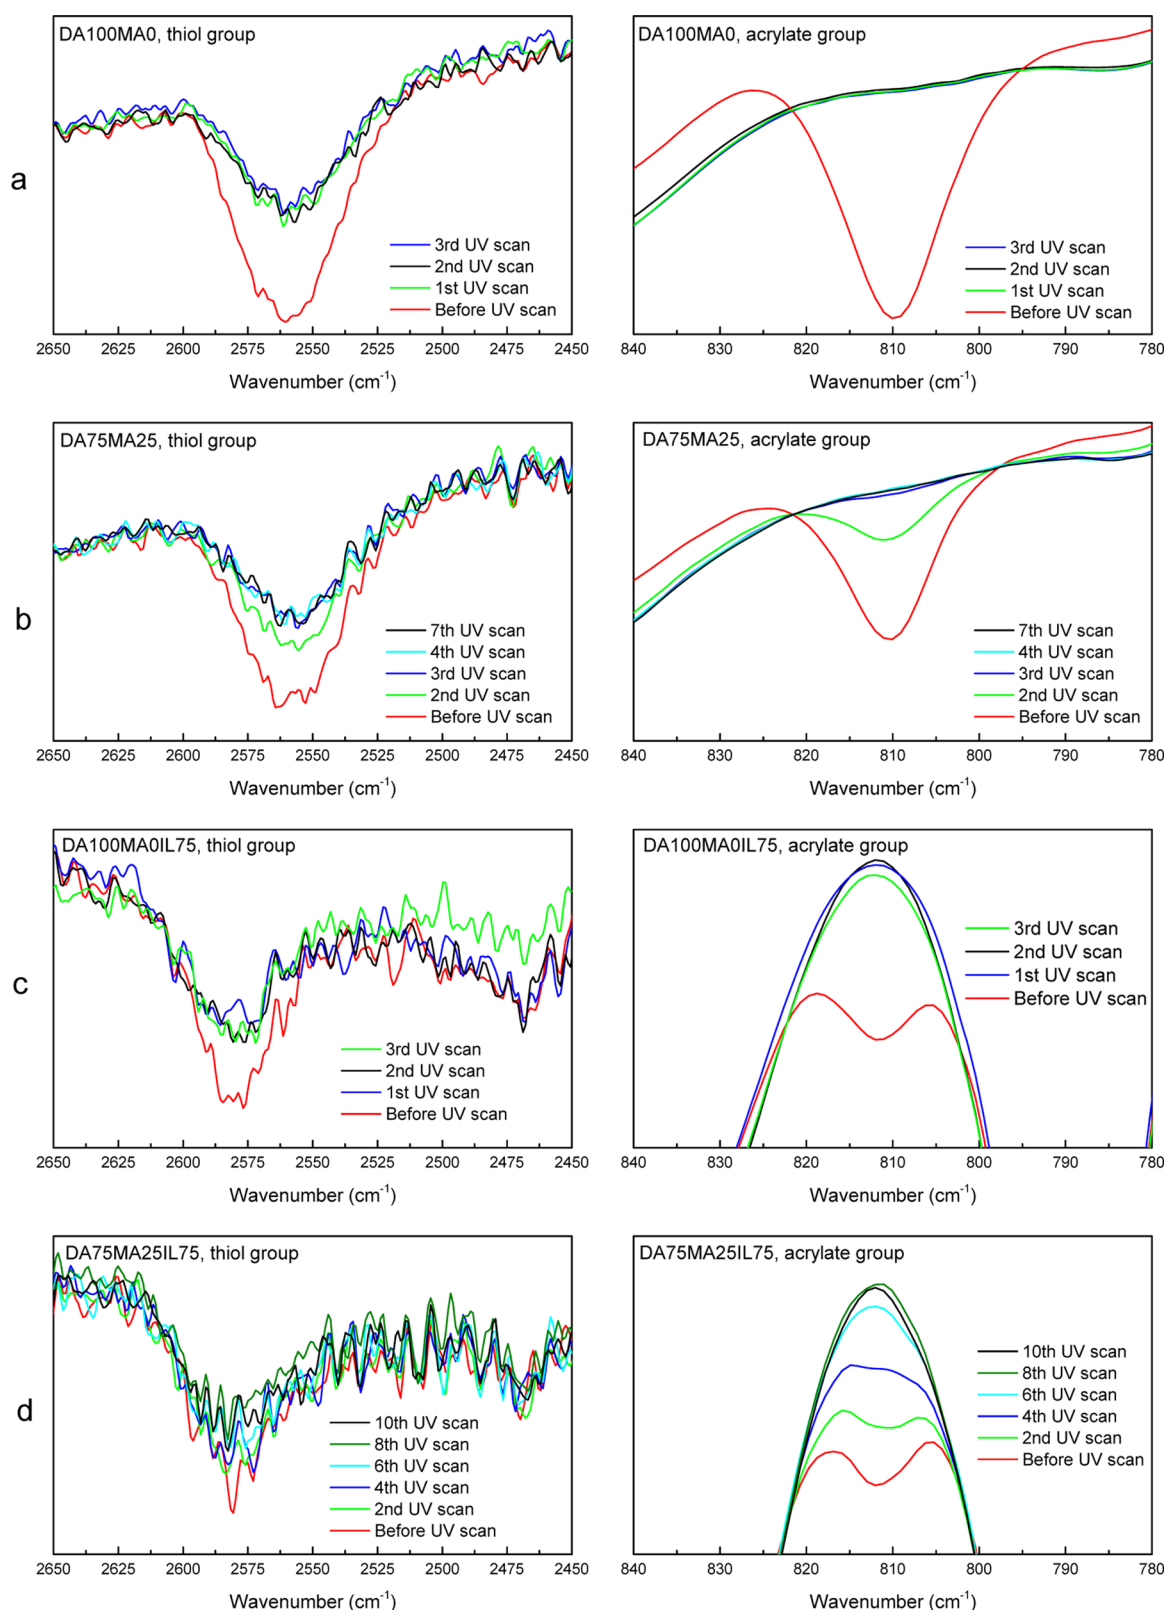 a
DA100MA0, thiol group
3rd UV scan
2nd UV scan
1st UV scan
Before UV scan
2650 2625 2600 2575 2550 2525 2500 2475 2450
Wavenumber (cm⁻¹)
DA100MA0, acrylate group
3rd UV scan
2nd UV scan
1st UV scan
Before UV scan
840 830 820 810 800 790 780
Wavenumber (cm⁻¹)
b
DA75MA25, thiol group
7th UV scan
4th UV scan
3rd UV scan
2nd UV scan
Before UV scan
2650 2625 2600 2575 2550 2525 2500 2475 2450
Wavenumber (cm⁻¹)
DA75MA25, acrylate group
7th UV scan
4th UV scan
3rd UV scan
2nd UV scan
Before UV scan
840 830 820 810 800 790 780
Wavenumber (cm⁻¹)
c
DA100MA0IL75, thiol group
3rd UV scan
2nd UV scan
1st UV scan
Before UV scan
2650 2625 2600 2575 2550 2525 2500 2475 2450
Wavenumber (cm⁻¹)
DA100MA0IL75, acrylate group
3rd UV scan
2nd UV scan
1st UV scan
Before UV scan
840 830 820 810 800 790 780
Wavenumber (cm⁻¹)
d
DA75MA25IL75, thiol group
10th UV scan
8th UV scan
6th UV scan
4th UV scan
2nd UV scan
Before UV scan
2650 2625 2600 2575 2550 2525 2500 2475 2450
Wavenumber (cm⁻¹)
DA75MA25IL75, acrylate group
10th UV scan
8th UV scan
6th UV scan
4th UV scan
2nd UV scan
Before UV scan
840 830 820 810 800 790 780
Wavenumber (cm⁻¹)